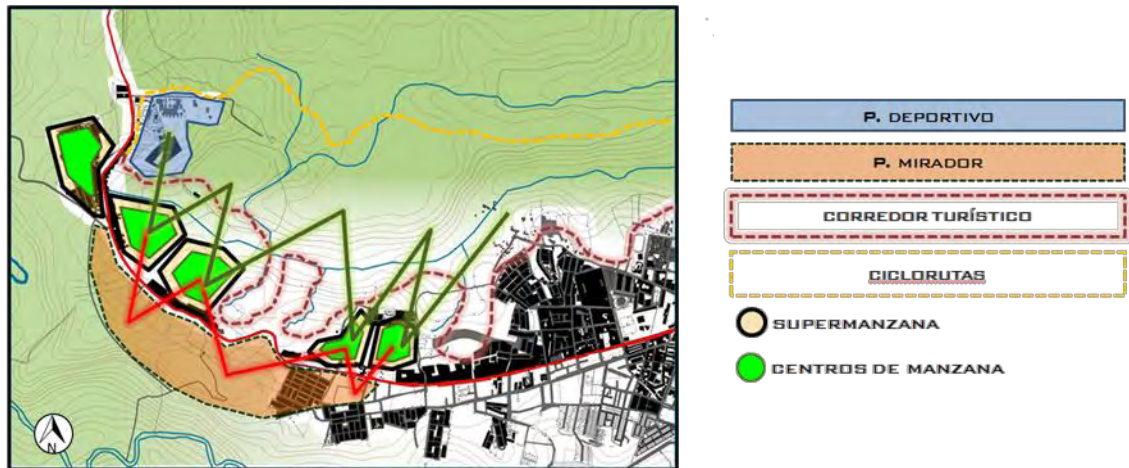 P. DEPORTIVO
P. MIRADOR
CORREDOR TURÍSTICO
CICLORUTAS
SUPERMANZANA
CENTROS DE MANZANA
N